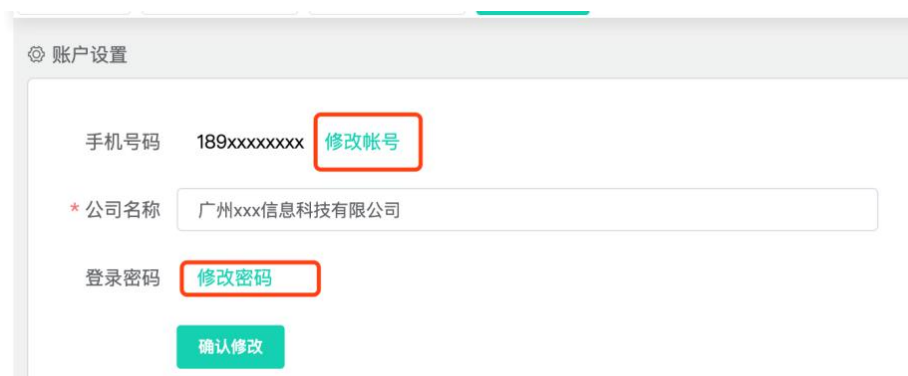 账户设置
手机号码 189xxxxxxxx 修改帐号
* 公司名称 广州xxx信息科技有限公司
登录密码 修改密码
确认修改